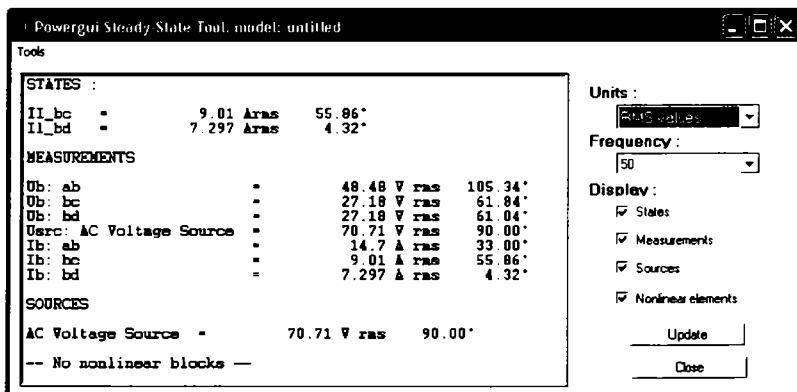 Powergui Steady-State Tool. model: untitled
Tools
STATES :
Il_bc = 9.01 Arms 55.86°
Il_bd = 7.297 Arms 4.32°
MEASUREMENTS
Ub: ab = 48.48 V rms 105.34°
Ub: bc = 27.18 V rms 61.84°
Ub: bd = 27.18 V rms 61.04°
Usrc: AC Voltage Source = 70.71 V rms 90.00°
Ib: ab = 14.7 A rms 33.00°
Ib: bc = 9.01 A rms 55.86°
Ib: bd = 7.297 A rms 4.32°
SOURCES
AC Voltage Source = 70.71 V rms 90.00°
-- No nonlinear blocks --
Units :
RMS values
Frequency :
50
Display :
States
Measurements
Sources
Nonlinear elements
Update
Close